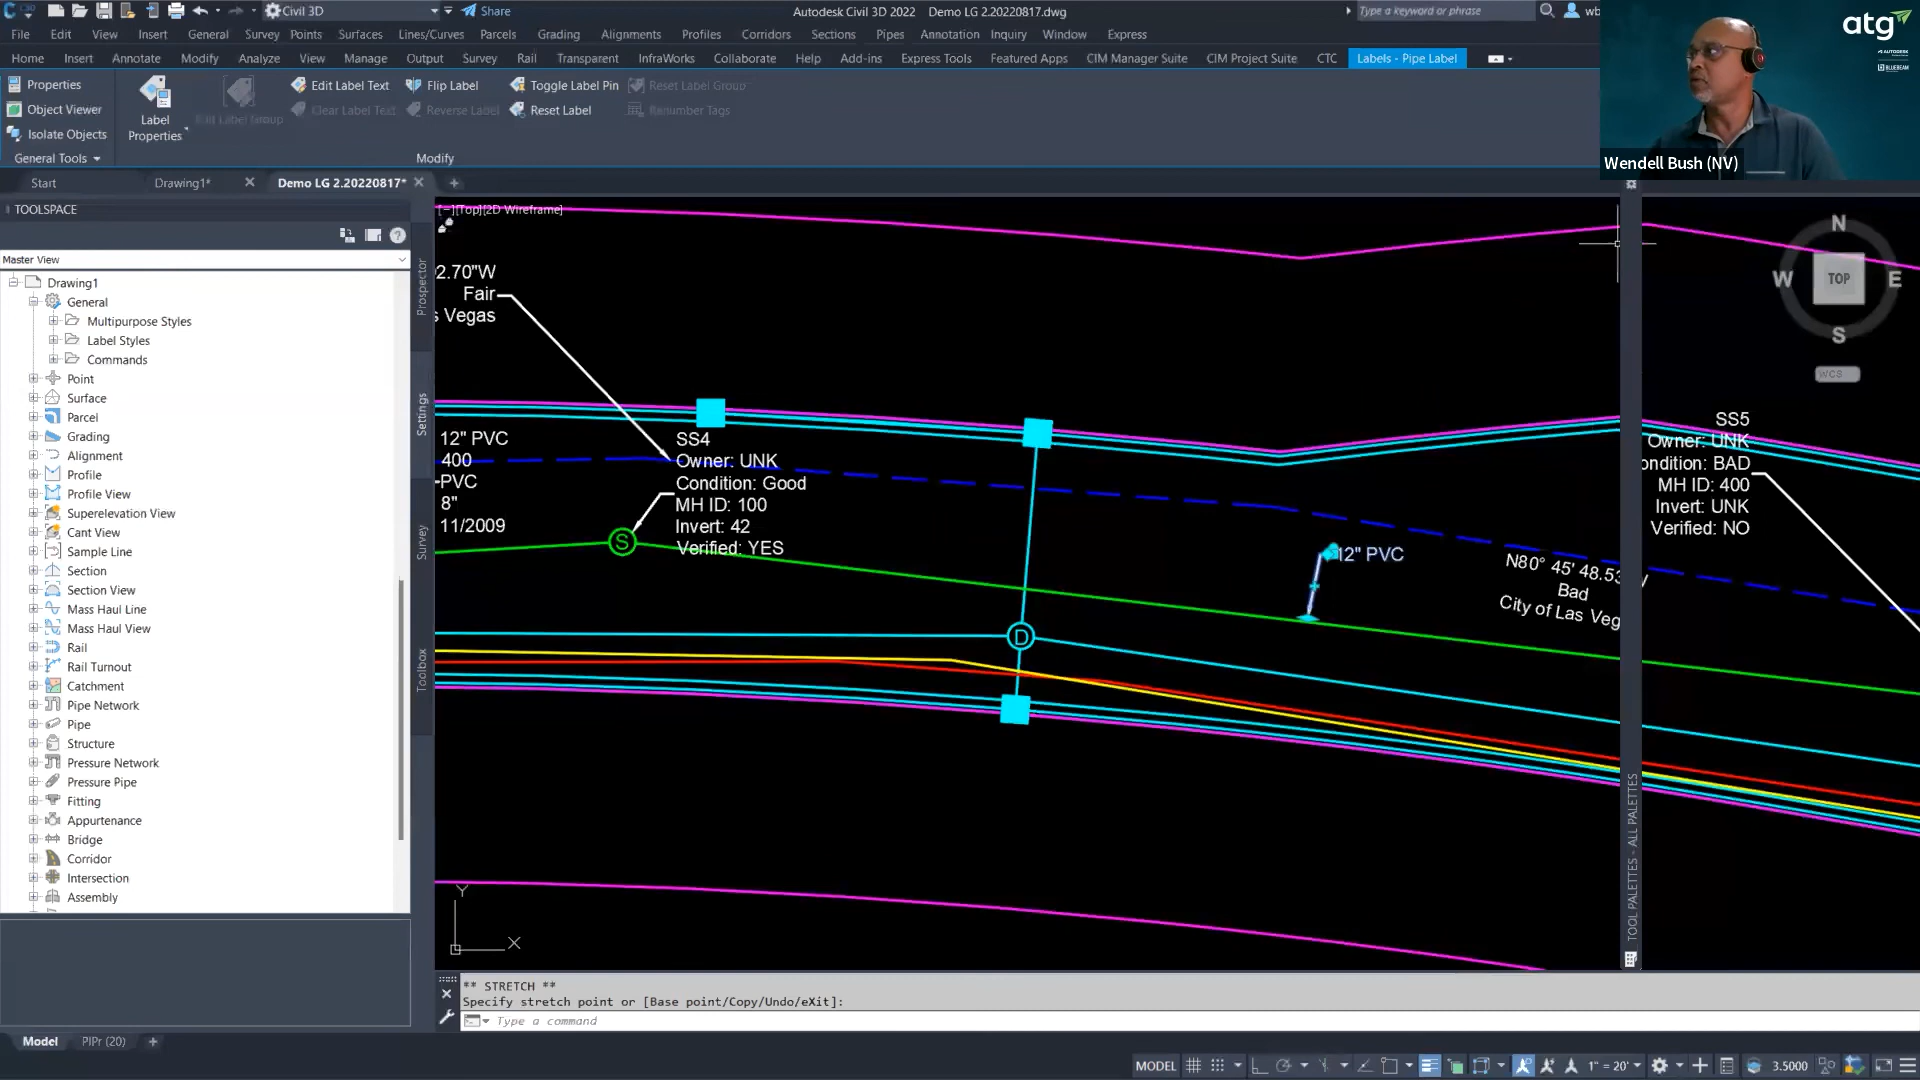 Civil 3D
Share
Autodesk Civil 3D 2022 Demo LG 2.20220817.dwg
Type a keyword or phrase
wb
File Edit View Insert General Survey Points Surfaces Lines/Curves Parcels Grading Alignments Profiles Corridors Sections Pipes Annotation Inquiry Window Express
Home Insert Annotate Modify Analyze View Manage Output Survey Rail Transparent InfraWorks Collaborate Help Add-ins Express Tools Featured Apps CIM Manager Suite CIM Project Suite CTC Labels - Pipe Label
atg
AUTODESK
BLUEBEAM
Properties
Object Viewer
Isolate Objects
General Tools
Label
Properties
Edit Label Group
Edit Label Text
Clear Label Text
Flip Label
Reverse Label
Toggle Label Pin
Reset Label
Reset Label Group
Renumber Tags
Modify
Wendell Bush (NV)
Start
Drawing1*
Demo LG 2.20220817*
TOOLSPACE
Master View
Drawing1
General
Multipurpose Styles
Label Styles
Commands
Point
Surface
Parcel
Grading
Alignment
Profile
Profile View
Superelevation View
Cant View
Sample Line
Section
Section View
Mass Haul Line
Mass Haul View
Rail
Rail Turnout
Catchment
Pipe Network
Pipe
Structure
Pressure Network
Pressure Pipe
Fitting
Appurtenance
Bridge
Corridor
Intersection
Assembly
Prospector
Settings
Survey
Toolbox
[-][Top][2D Wireframe]
2.70"W
Fair
s Vegas
12" PVC
400
PVC
8"
11/2009
SS4
Owner: UNK
Condition: Good
MH ID: 100
Invert: 42
Verified: YES
S
D
12" PVC
N80° 45' 48.53
Bad
City of Las Veg
SS5
Owner: UNK
ondition: BAD
MH ID: 400
Invert: UNK
Verified: NO
N
W
TOP
E
S
WCS
TOOL PALETTES - ALL PALETTES
Y
X
** STRETCH **
Specify stretch point or [Base point/Copy/Undo/eXit]:
Type a command
Model
PIPr (20)
MODEL
1" = 20'
3.5000